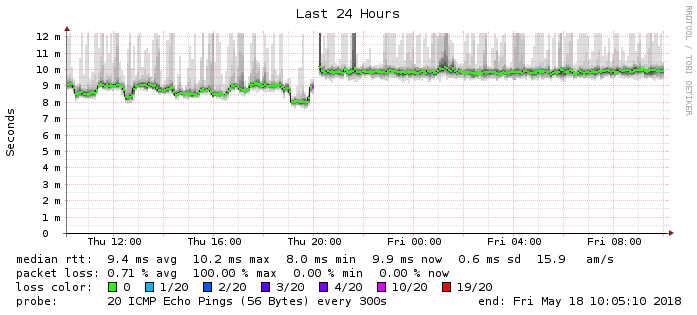 Last 24 Hours
RRDTOOL / TOBI OETIKER
Seconds
12 m
11 m
10 m
9 m
8 m
7 m
6 m
5 m
4 m
3 m
2 m
1 m
0
Thu 12:00 Thu 16:00 Thu 20:00 Fri 00:00 Fri 04:00 Fri 08:00
median rtt: 9.4 ms avg 10.2 ms max 8.0 ms min 9.9 ms now 0.6 ms sd 15.9 am/s
packet loss: 0.71 % avg 100.00 % max 0.00 % min 0.00 % now
loss color: 0 1/20 2/20 3/20 4/20 10/20 19/20
probe: 20 ICMP Echo Pings (56 Bytes) every 300s end: Fri May 18 10:05:10 2018